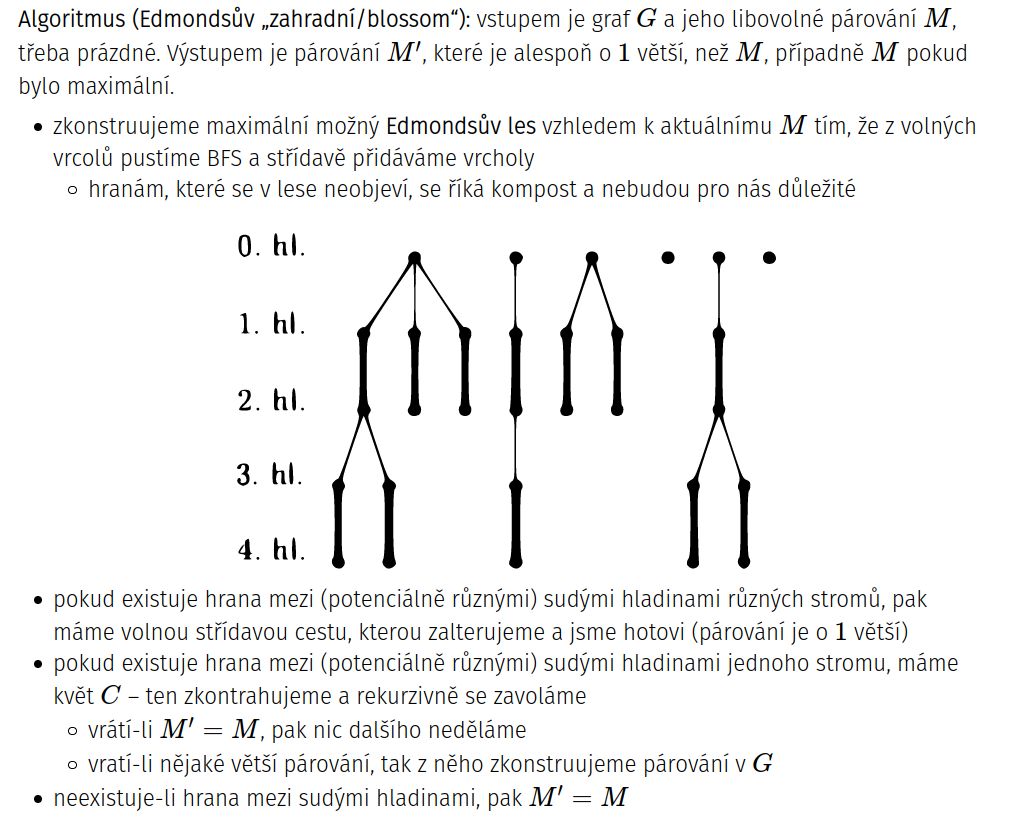 Algoritmus (Edmondsův „zahradní/blossom“): vstupem je graf G a jeho libovolné párování M,
třeba prázdné. Výstupem je párování M′, které je alespoň o 1 větší, než M, případně M pokud
bylo maximální.
• zkonstruujeme maximální možný Edmondsův les vzhledem k aktuálnímu M tím, že z volných
vrcolů pustíme BFS a střídavě přidáváme vrcholy
∘ hranám, které se v lese neobjeví, se říká kompost a nebudou pro nás důležité
0. hl.
1. hl.
2. hl.
3. hl.
4. hl.
• pokud existuje hrana mezi (potenciálně různými) sudými hladinami různých stromů, pak
máme volnou střídavou cestu, kterou zalterujeme a jsme hotovi (párování je o 1 větší)
• pokud existuje hrana mezi (potenciálně různými) sudými hladinami jednoho stromu, máme
květ C – ten zkontrahujeme a rekurzivně se zavoláme
∘ vrátí-li M′ = M, pak nic dalšího neděláme
∘ vratí-li nějaké větší párování, tak z něho zkonstruujeme párování v G
• neexistuje-li hrana mezi sudými hladinami, pak M′ = M